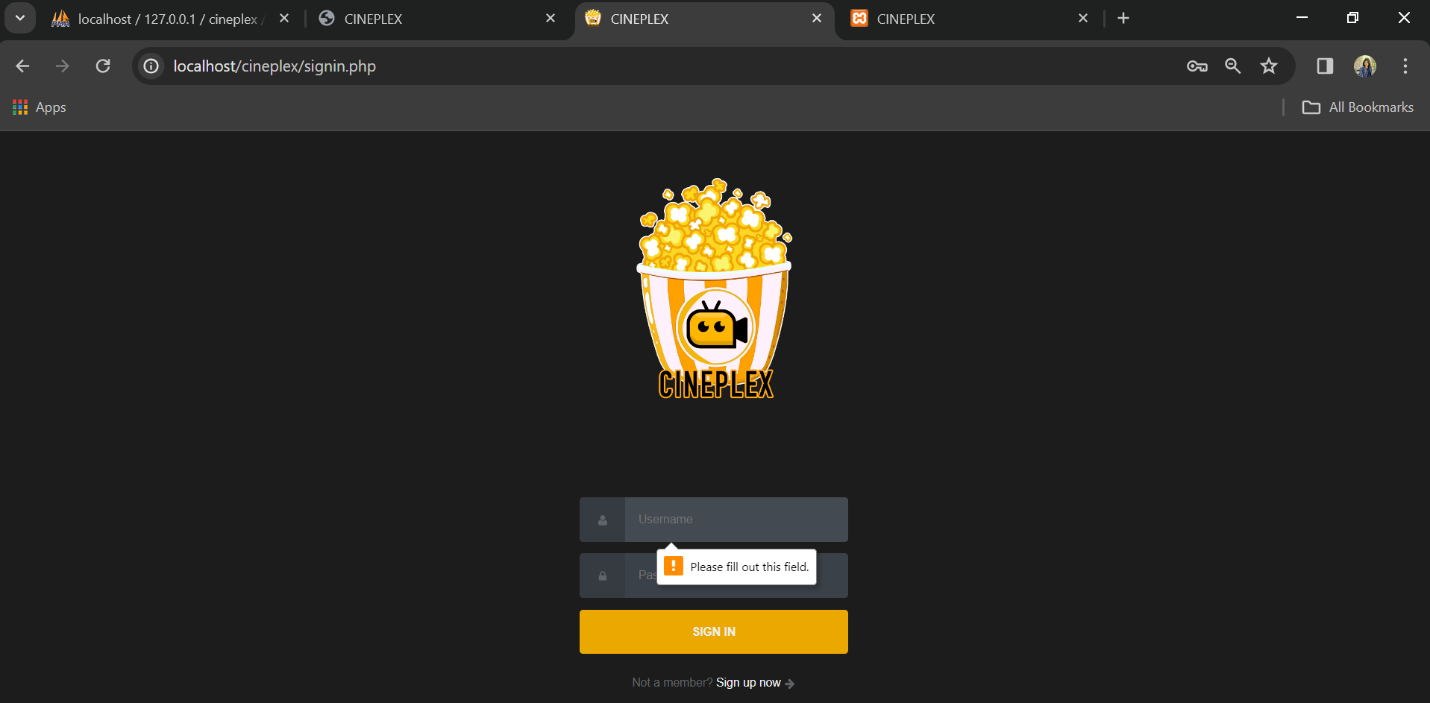 localhost / 127.0.0.1 / cineplex /
CINEPLEX
CINEPLEX
CINEPLEX
localhost/cineplex/signin.php
Apps
All Bookmarks
CINEPLEX
Username
Please fill out this field.
SIGN IN
Not a member? Sign up now